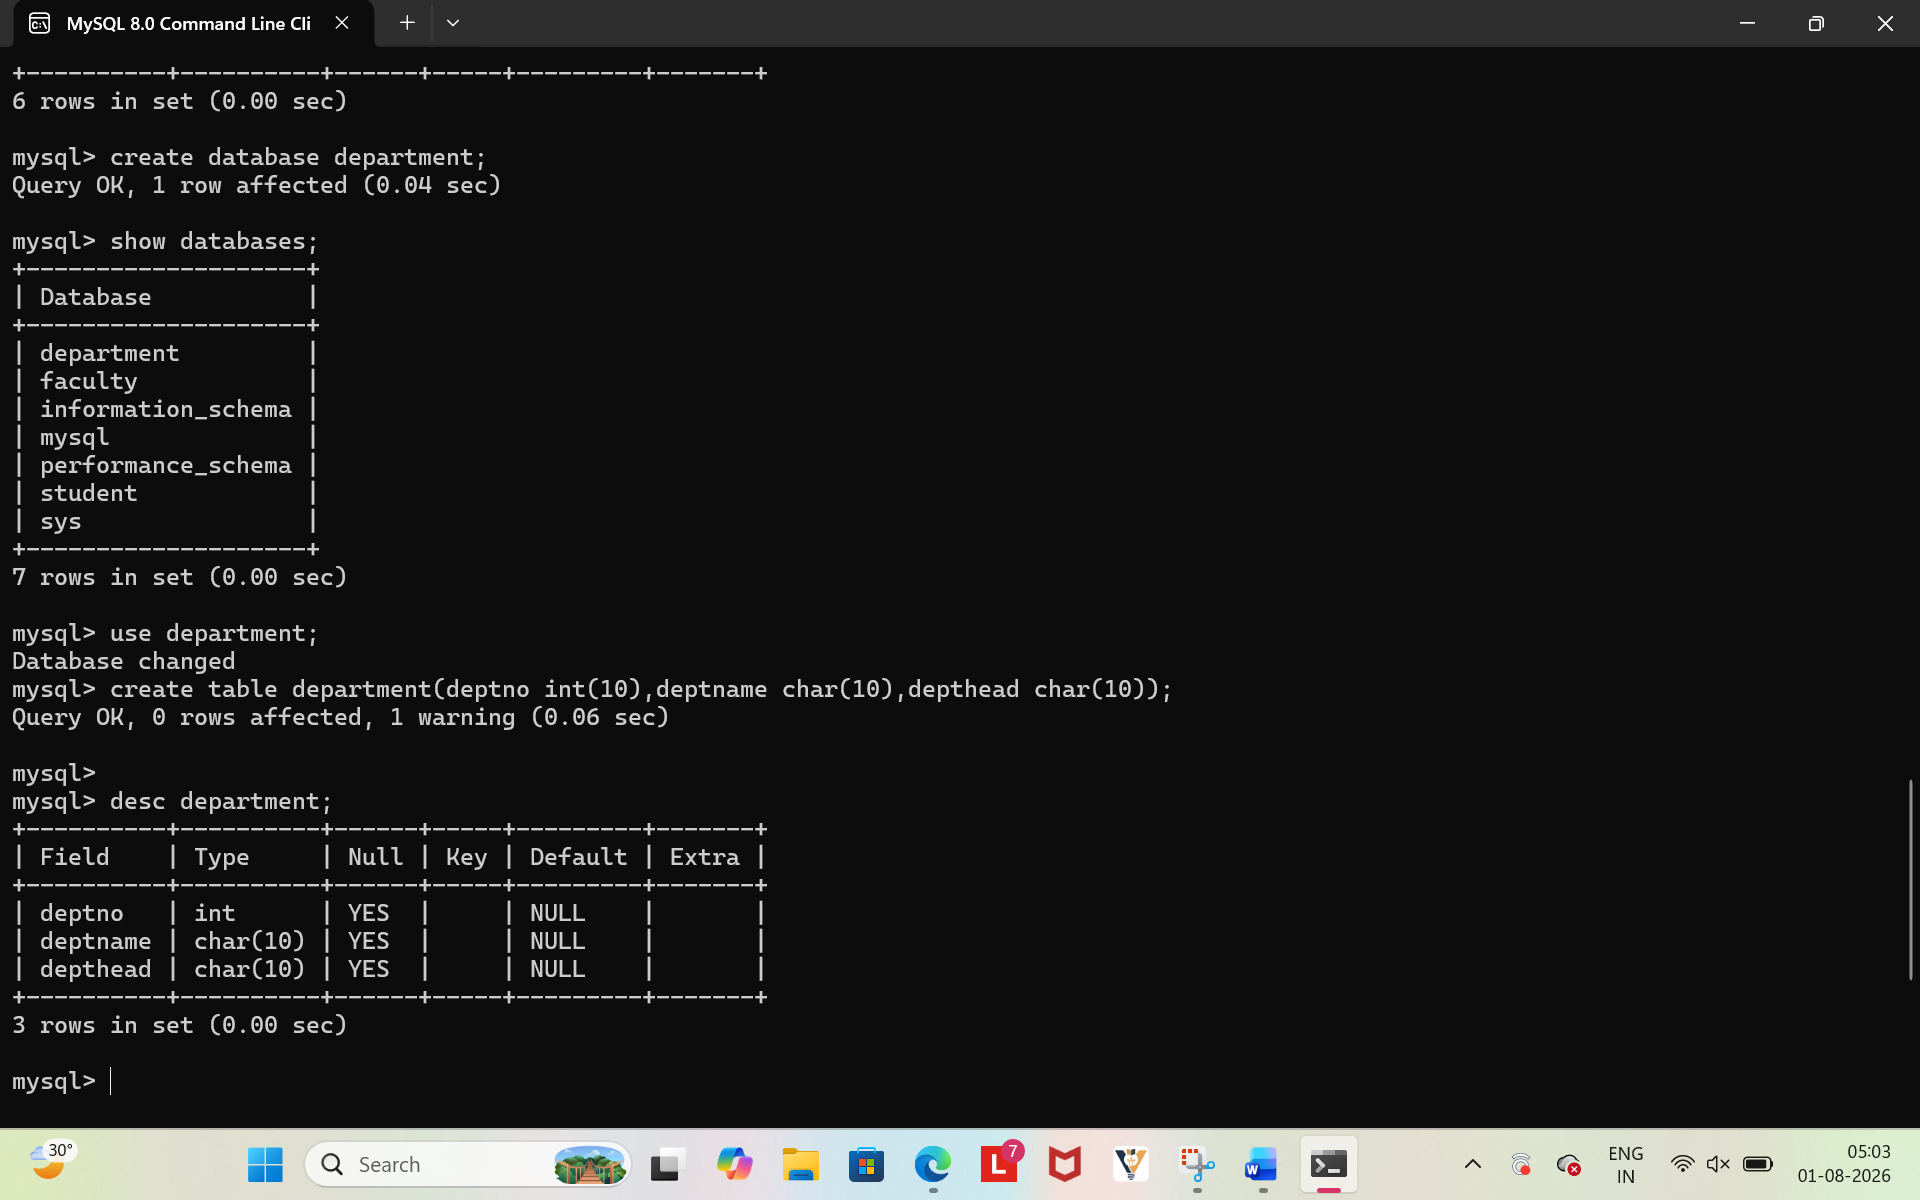 MySQL 8.0 Command Line Cli
+----------+-----------+------+-----+---------+-------+
6 rows in set (0.00 sec)
mysql> create database department;
Query OK, 1 row affected (0.04 sec)
mysql> show databases;
+--------------------+
| Database           |
+--------------------+
| department         |
| faculty            |
| information_schema |
| mysql              |
| performance_schema |
| student            |
| sys                |
+--------------------+
7 rows in set (0.00 sec)
mysql> use department;
Database changed
mysql> create table department(deptno int(10),deptname char(10),depthead char(10));
Query OK, 0 rows affected, 1 warning (0.06 sec)
mysql>
mysql> desc department;
+----------+----------+------+-----+---------+-------+
| Field    | Type     | Null | Key | Default | Extra |
+----------+----------+------+-----+---------+-------+
| deptno   | int      | YES  |     | NULL    |       |
| deptname | char(10) | YES  |     | NULL    |       |
| depthead | char(10) | YES  |     | NULL    |       |
+----------+----------+------+-----+---------+-------+
3 rows in set (0.00 sec)
mysql>
30°
Search
L
7
W
ENG
IN
05:03
01-08-2026